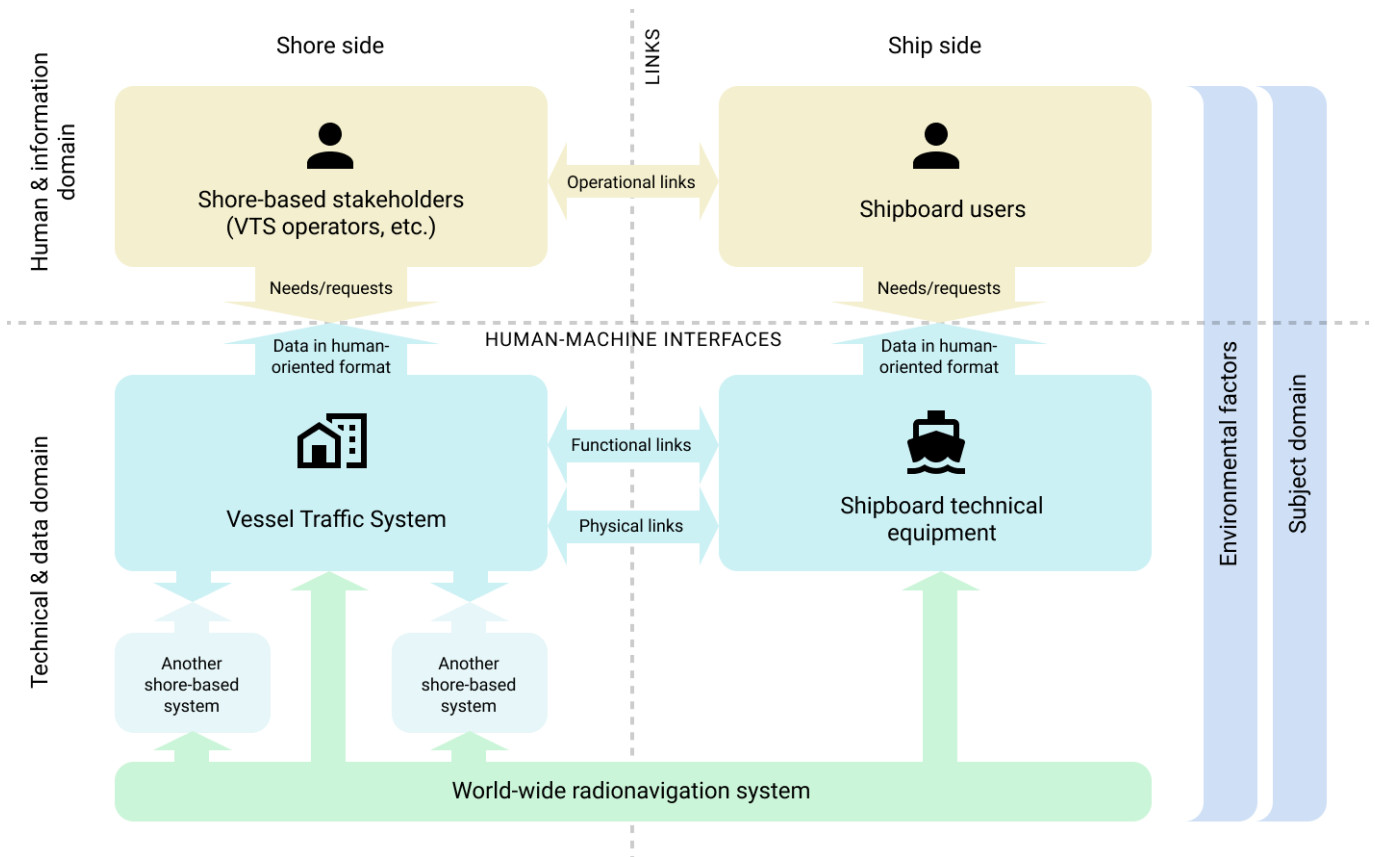 Shore side
LINKS
Ship side
Human & information
domain
Shore-based stakeholders
(VTS operators, etc.)
Operational links
Shipboard users
Needs/requests
Needs/requests
HUMAN-MACHINE INTERFACES
Data in human-
oriented format
Data in human-
oriented format
Technical & data domain
Vessel Traffic System
Functional links
Physical links
Shipboard technical
equipment
Environmental factors
Subject domain
Another
shore-based
system
Another
shore-based
system
World-wide radionavigation system